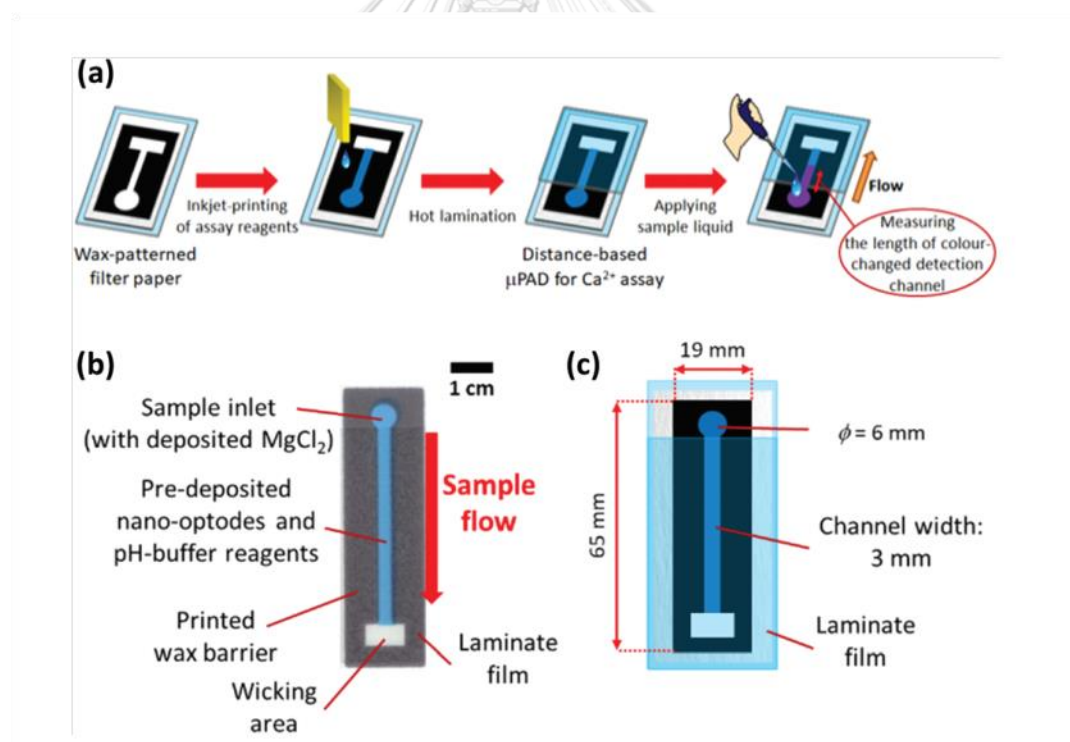 (a)
Inkjet-printing
of assay reagents
Hot lamination
Applying
sample liquid
Flow
Wax-patterned
filter paper
Distance-based
µPAD for Ca²⁺ assay
Measuring
the length of colour-
changed detection
channel
(b)
1 cm
Sample inlet
(with deposited MgCl₂)
Pre-deposited
nano-optodes and
pH-buffer reagents
Sample
flow
Printed
wax barrier
Laminate
film
Wicking
area
(c)
19 mm
ϕ = 6 mm
65 mm
Channel width:
3 mm
Laminate
film